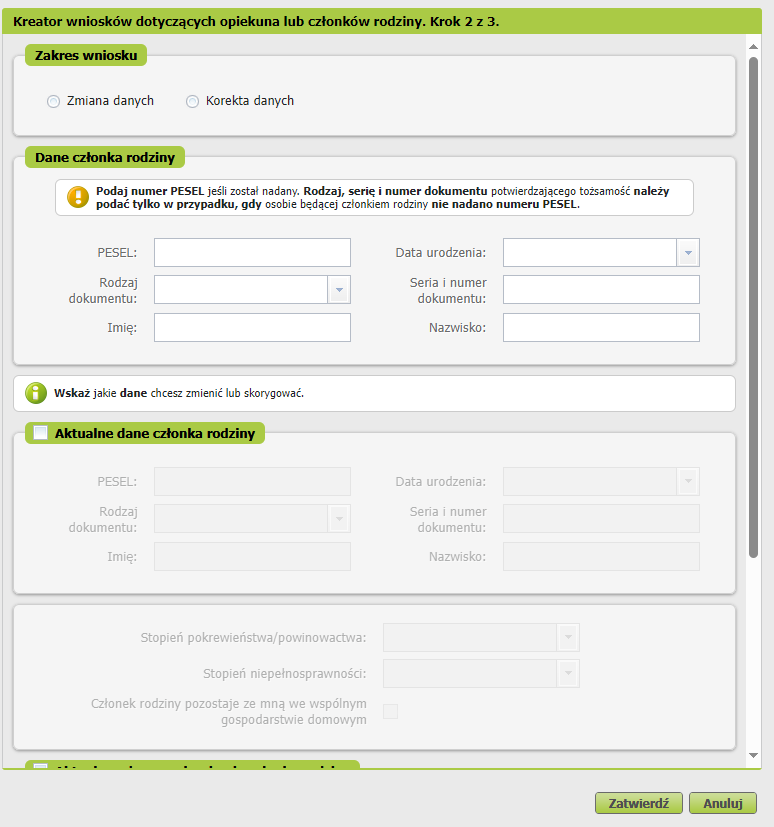 Kreator wniosków dotyczących opiekuna lub członków rodziny. Krok 2 z 3.
Zakres wniosku
Zmiana danych
Korekta danych
Dane członka rodziny
Podaj numer PESEL jeśli został nadany. Rodzaj, serię i numer dokumentu potwierdzającego tożsamość należy
podać tylko w przypadku, gdy osobie będącej członkiem rodziny nie nadano numeru PESEL.
PESEL:
Data urodzenia:
Rodzaj
dokumentu:
Seria i numer
dokumentu:
Imię:
Nazwisko:
Wskaż jakie dane chcesz zmienić lub skorygować.
Aktualne dane członka rodziny
PESEL:
Data urodzenia:
Rodzaj
dokumentu:
Seria i numer
dokumentu:
Imię:
Nazwisko:
Stopień pokrewieństwa/powinowactwa:
Stopień niepełnosprawności:
Członek rodziny pozostaje ze mną we wspólnym
gospodarstwie domowym
Zatwierdź
Anuluj